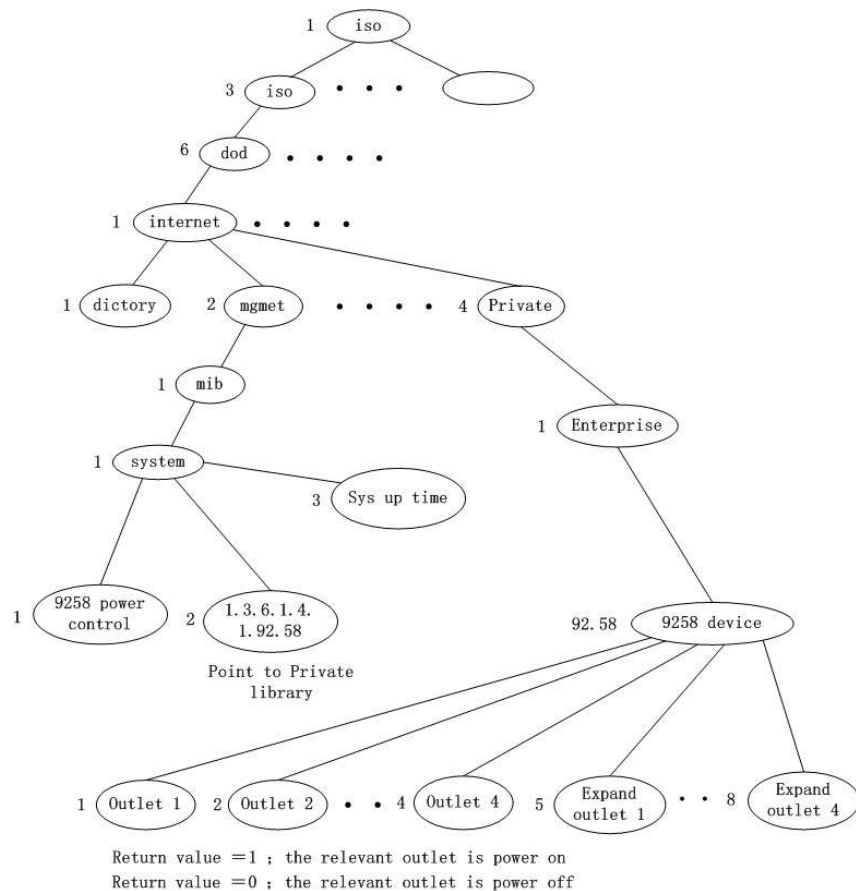 1 iso
3 iso
6 dod
1 internet
1 dictory 2 mgmet 4 Private
1 mib
1 Enterprise
1 system
3 Sys up time
1 9258 power
control
2 1.3.6.1.4.
1.92.58
92.58 9258 device
Point to Private
library
1 Outlet 1 2 Outlet 2 4 Outlet 4 5 Expand
outlet 1 8 Expand
outlet 4
Return value =1 ; the relevant outlet is power on
Return value =0 ; the relevant outlet is power off